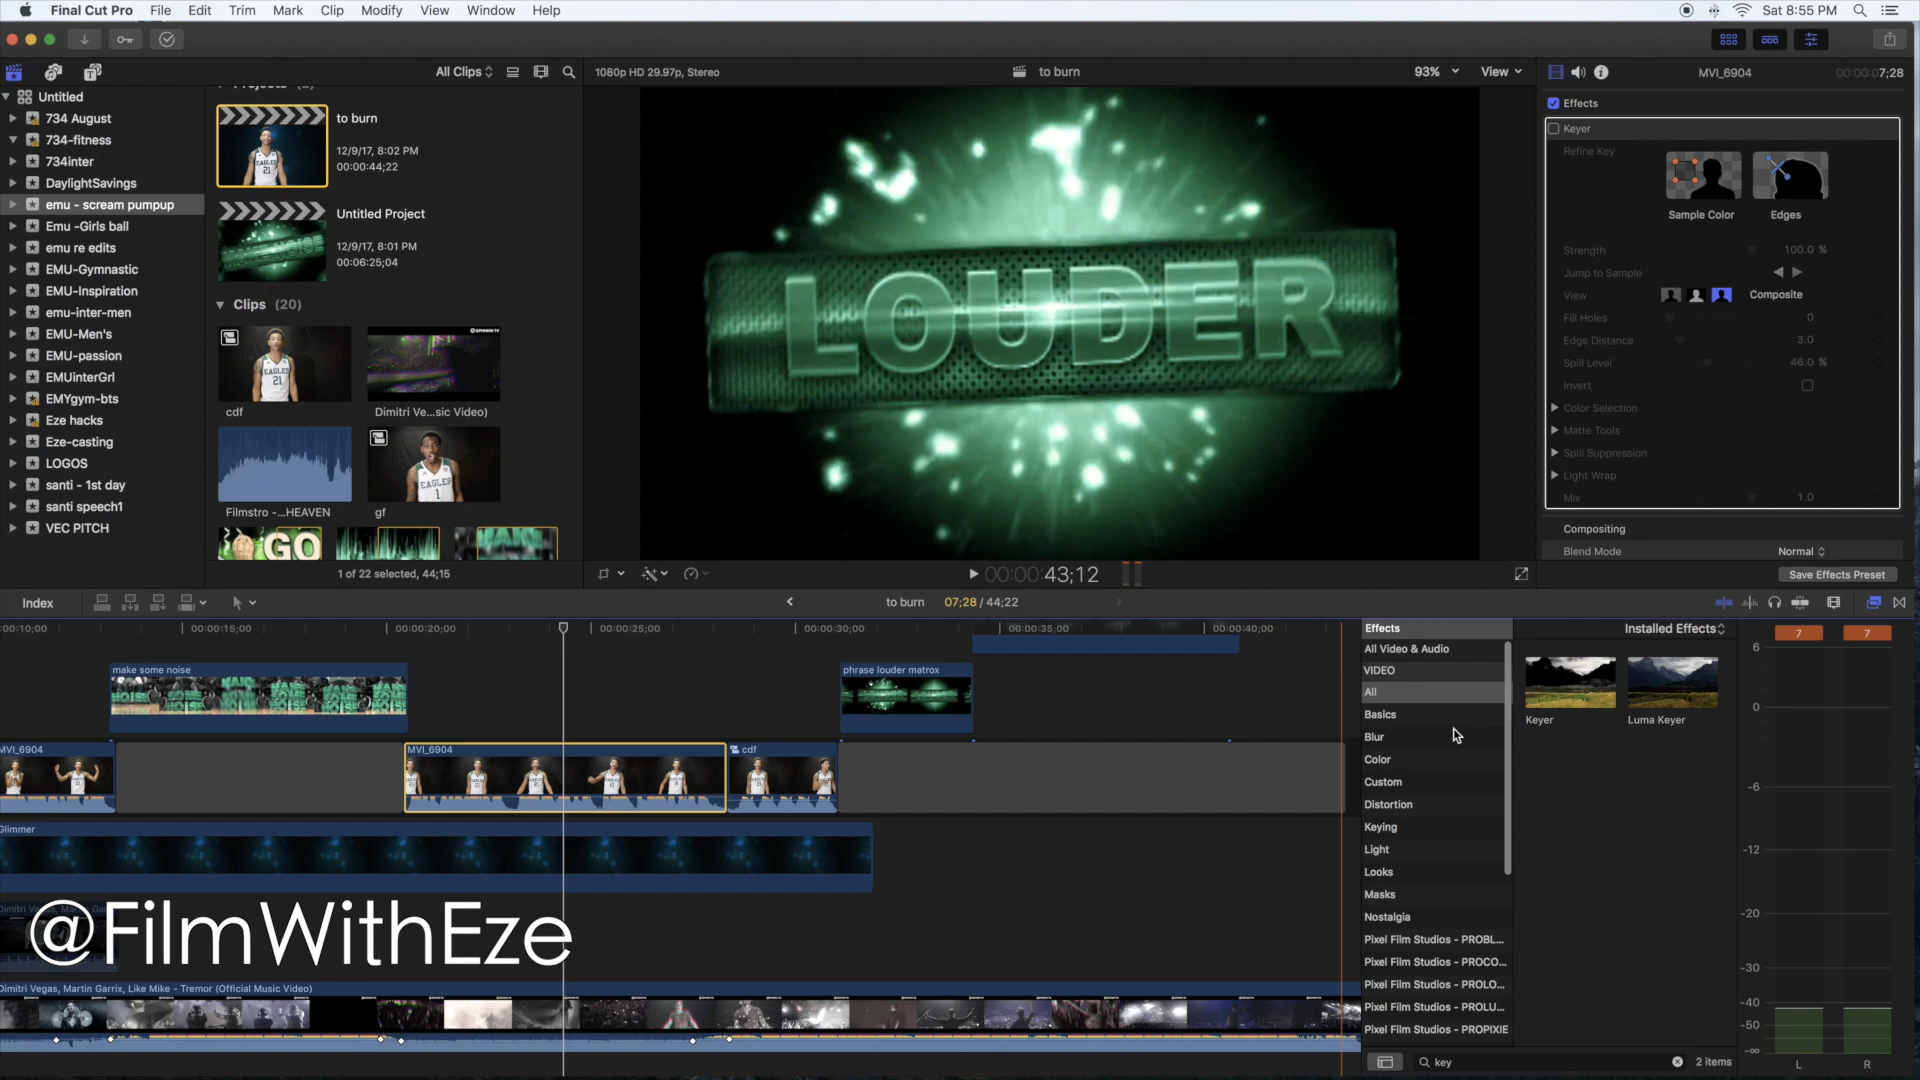 Final Cut Pro File Edit Trim Mark Clip Modify View Window Help Sat 8:55 PM
All Clips 1080p HD 29.97p, Stereo to burn 93% View MVI_6904 00:00:07;28
Untitled
734 August
734-fitness
734inter
DaylightSavings
emu - scream pumpup
Emu -Girls ball
emu re edits
EMU-Gymnastic
EMU-Inspiration
emu-inter-men
EMU-Men's
EMU-passion
EMUinterGrl
EMYgym-bts
Eze hacks
Eze-casting
LOGOS
santi - 1st day
santi speech1
VEC PITCH
to burn
12/9/17, 8:02 PM
00:00:44;22
Untitled Project
12/9/17, 8:01 PM
00:06:25;04
Clips (20)
EAGLES
21
cdf
Dimitri Ve...sic Video)
Filmstro -...HEAVEN
EAGLES
1
gf
GO
MAKE
1 of 22 selected, 44;15
LOUDER
00:00:43;12
Effects
Keyer
Refine Key
Sample Color Edges
Strength 100.0 %
Jump to Sample
View Composite
Fill Holes 0
Edge Distance 3.0
Spill Level 46.0 %
Invert
Color Selection
Matte Tools
Spill Suppression
Light Wrap
Mix 1.0
Compositing
Blend Mode Normal
Save Effects Preset
Index to burn 07;28 / 44;22
00:00:10;00 00:00:15;00 00:00:20;00 00:00:25;00 00:00:30;00 00:00:35;00 00:00:40;00
make some noise
phrase louder matrox
MVI_6904
MVI_6904
cdf
Glimmer
@FilmWithEze
Dimitri Vegas, Martin Garrix, Like Mike - Tremor (Official Music Video)
Effects Installed Effects
All Video & Audio
VIDEO
All
Basics
Blur
Color
Custom
Distortion
Keying
Light
Looks
Masks
Nostalgia
Pixel Film Studios - PROBL...
Pixel Film Studios - PROCO...
Pixel Film Studios - PROLO...
Pixel Film Studios - PROLU...
Pixel Film Studios - PROPIXIE
Keyer Luma Keyer
key 2 items
7 7
6
0
-6
-12
-20
-30
-40
-50
-∞
L R